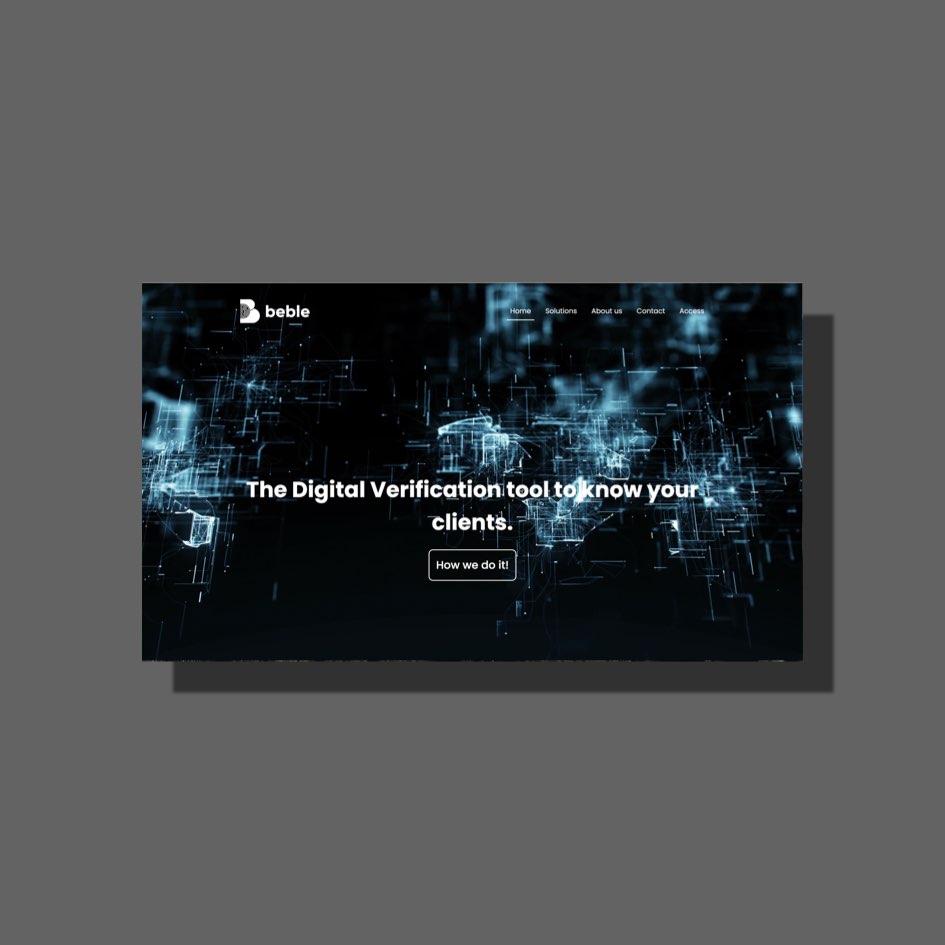 beble
Home Solutions About us Contact Access
The Digital Verification tool to know your
clients.
How we do it!